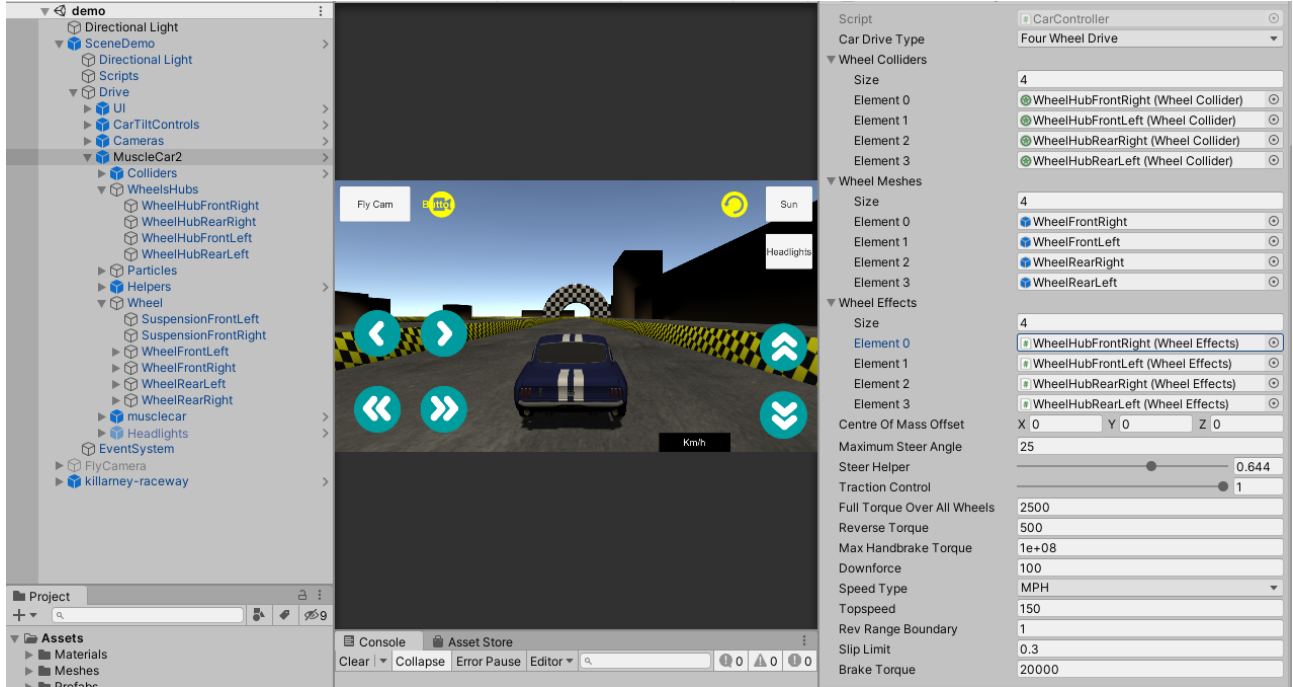 demo
Directional Light
SceneDemo
Directional Light
Scripts
Drive
UI
CarTiltControls
Cameras
MuscleCar2
Colliders
WheelsHubs
WheelHubFrontRight
WheelHubRearRight
WheelHubFrontLeft
WheelHubRearLeft
Particles
Helpers
Wheel
SuspensionFrontLeft
SuspensionFrontRight
WheelFrontLeft
WheelFrontRight
WheelRearLeft
WheelRearRight
musclecar
Headlights
EventSystem
FlyCamera
killarney-raceway
Project
9
Assets
Materials
Meshes
Prefabs
Fly Cam
Sun
Headlights
Km/h
Console Asset Store
Clear Collapse Error Pause Editor 0 0 0
Script CarController
Car Drive Type Four Wheel Drive
Wheel Colliders
Size 4
Element 0 WheelHubFrontRight (Wheel Collider)
Element 1 WheelHubFrontLeft (Wheel Collider)
Element 2 WheelHubRearRight (Wheel Collider)
Element 3 WheelHubRearLeft (Wheel Collider)
Wheel Meshes
Size 4
Element 0 WheelFrontRight
Element 1 WheelFrontLeft
Element 2 WheelRearRight
Element 3 WheelRearLeft
Wheel Effects
Size 4
Element 0 WheelHubFrontRight (Wheel Effects)
Element 1 WheelHubFrontLeft (Wheel Effects)
Element 2 WheelHubRearRight (Wheel Effects)
Element 3 WheelHubRearLeft (Wheel Effects)
Centre Of Mass Offset X 0 Y 0 Z 0
Maximum Steer Angle 25
Steer Helper 0.644
Traction Control 1
Full Torque Over All Wheels 2500
Reverse Torque 500
Max Handbrake Torque 1e+08
Downforce 100
Speed Type MPH
Topspeed 150
Rev Range Boundary 1
Slip Limit 0.3
Brake Torque 20000